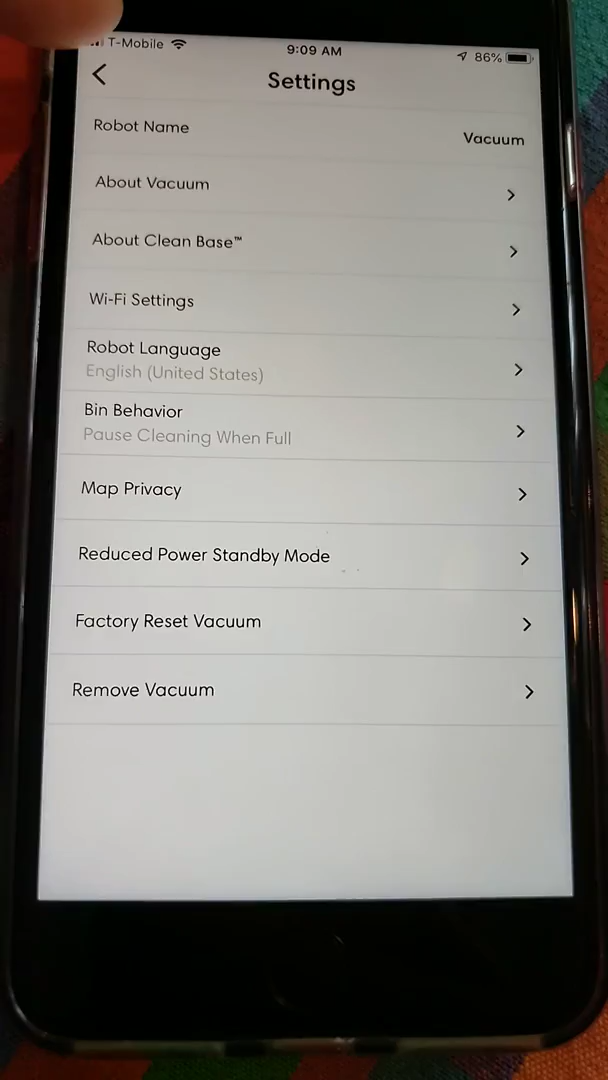 T-Mobile
9:09 AM
86%
Settings
Robot Name
Vacuum
About Vacuum
About Clean Base™
Wi-Fi Settings
Robot Language
English (United States)
Bin Behavior
Pause Cleaning When Full
Map Privacy
Reduced Power Standby Mode
Factory Reset Vacuum
Remove Vacuum